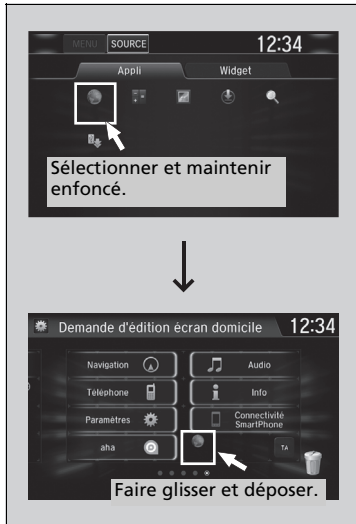 MENU SOURCE 12:34
Appli Widget
Sélectionner et maintenir
enfoncé.
Demande d'édition écran domicile 12:34
Navigation Audio
Téléphone Info
Paramètres Connectivité
SmartPhone
aha TA
Faire glisser et déposer.